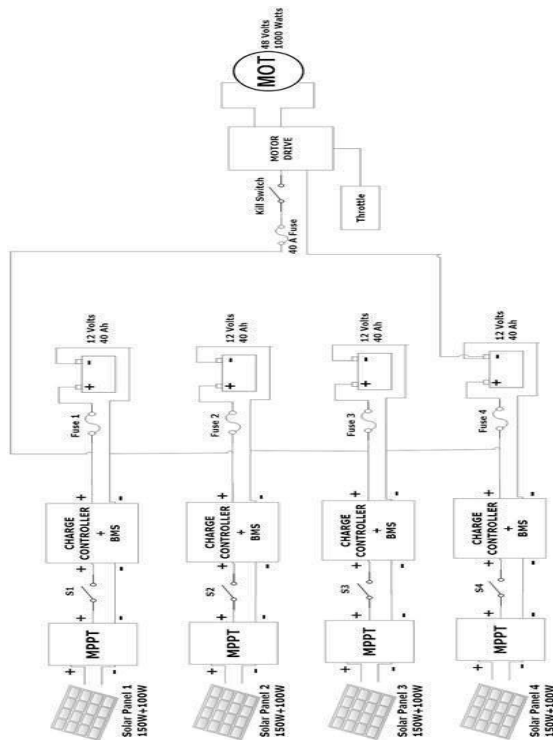 Solar Panel 1
150W+100W
+
-
MPPT
+
-
S1
+
-
CHARGE
CONTROLLER
+
BMS
+
-
Fuse 1
+
-
12 Volts
40 Ah
Solar Panel 2
150W+100W
+
-
MPPT
+
-
S2
+
-
CHARGE
CONTROLLER
+
BMS
+
-
Fuse 2
+
-
12 Volts
40 Ah
Solar Panel 3
150W+100W
+
-
MPPT
+
-
S3
+
-
CHARGE
CONTROLLER
+
BMS
+
-
Fuse 3
+
-
12 Volts
40 Ah
Solar Panel 4
150W+100W
+
-
MPPT
+
-
S4
+
-
CHARGE
CONTROLLER
+
BMS
+
-
Fuse 4
+
-
12 Volts
40 Ah
40 A Fuse
Kill Switch
MOTOR
DRIVE
Throttle
MOT
48 Volts
1000 Watts